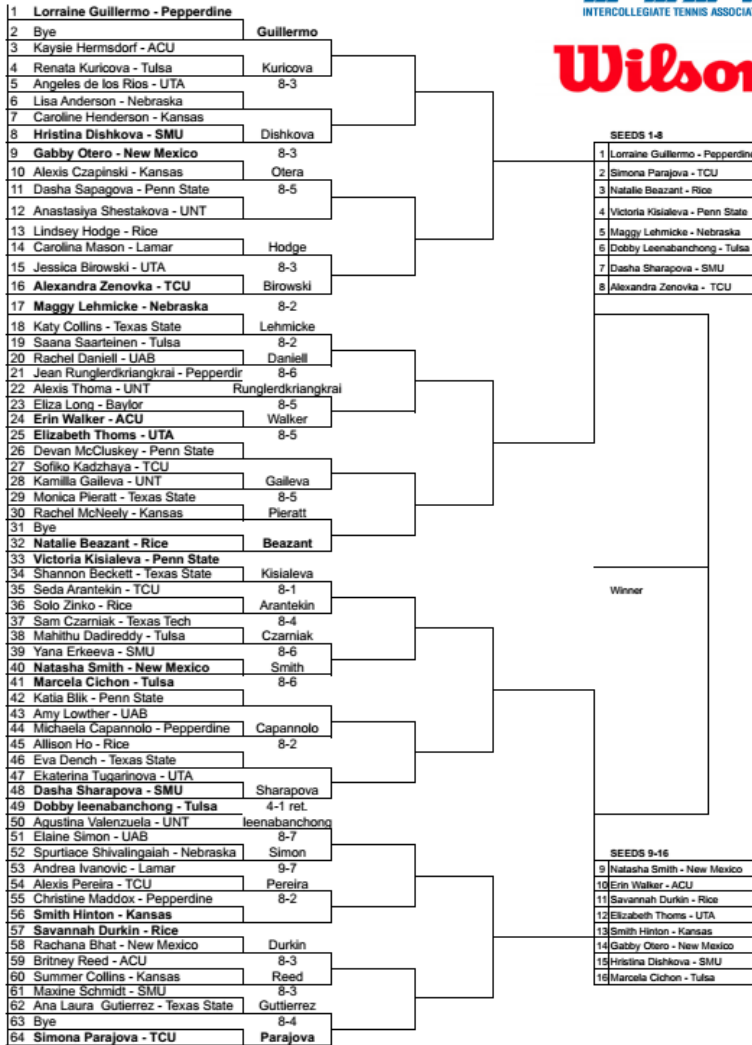 INTERCOLLEGIATE TENNIS ASSOCIAT
Wilson
1 Lorraine Guillermo - Pepperdine
2 Bye Guillermo
3 Kaysie Hermsdorf - ACU
4 Renata Kuricova - Tulsa Kuricova
5 Angeles de los Rios - UTA 8-3
6 Lisa Anderson - Nebraska
7 Caroline Henderson - Kansas
8 Hristina Dishkova - SMU Dishkova
9 Gabby Otero - New Mexico 8-3
10 Alexis Czapinski - Kansas Otera
11 Dasha Sapagova - Penn State 8-5
12 Anastasiya Shestakova - UNT
13 Lindsey Hodge - Rice
14 Carolina Mason - Lamar Hodge
15 Jessica Birowski - UTA 8-3
16 Alexandra Zenovka - TCU Birowski
17 Maggy Lehmicke - Nebraska 8-2
18 Katy Collins - Texas State Lehmicke
19 Saana Saarteinen - Tulsa 8-2
20 Rachel Daniell - UAB Daniell
21 Jean Runglerdkriangkrai - Pepperdir 8-6
22 Alexis Thoma - UNT Runglerdkriangkrai
23 Eliza Long - Baylor 8-5
24 Erin Walker - ACU Walker
25 Elizabeth Thoms - UTA 8-5
26 Devan McCluskey - Penn State
27 Sofiko Kadzhaya - TCU
28 Kamilla Gaileva - UNT Gaileva
29 Monica Pieratt - Texas State 8-5
30 Rachel McNeely - Kansas Pieratt
31 Bye
32 Natalie Beazant - Rice Beazant
33 Victoria Kisialeva - Penn State
34 Shannon Beckett - Texas State Kisialeva
35 Seda Arantekin - TCU 8-1
36 Solo Zinko - Rice Arantekin
37 Sam Czarniak - Texas Tech 8-4
38 Mahithu Dadireddy - Tulsa Czarniak
39 Yana Erkeeva - SMU 8-6
40 Natasha Smith - New Mexico Smith
41 Marcela Cichon - Tulsa 8-6
42 Katia Blik - Penn State
43 Amy Lowther - UAB
44 Michaela Capannolo - Pepperdine Capannolo
45 Allison Ho - Rice 8-2
46 Eva Dench - Texas State
47 Ekaterina Tugarinova - UTA
48 Dasha Sharapova - SMU Sharapova
49 Dobby leenabanchong - Tulsa 4-1 ret.
50 Agustina Valenzuela - UNT leenabanchong
51 Elaine Simon - UAB 8-7
52 Spurtiace Shivalingaiah - Nebraska Simon
53 Andrea Ivanovic - Lamar 9-7
54 Alexis Pereira - TCU Pereira
55 Christine Maddox - Pepperdine 8-2
56 Smith Hinton - Kansas
57 Savannah Durkin - Rice
58 Rachana Bhat - New Mexico Durkin
59 Britney Reed - ACU 8-3
60 Summer Collins - Kansas Reed
61 Maxine Schmidt - SMU 8-3
62 Ana Laura Gutierrez - Texas State Guttierrez
63 Bye 8-4
64 Simona Parajova - TCU Parajova
SEEDS 1-8
1 Lorraine Guillermo - Pepperdine
2 Simona Parajova - TCU
3 Natalie Beazant - Rice
4 Victoria Kisialeva - Penn State
5 Maggy Lehmicke - Nebraska
6 Dobby Leenabanchong - Tulsa
7 Dasha Sharapova - SMU
8 Alexandra Zenovka - TCU
Winner
SEEDS 9-16
9 Natasha Smith - New Mexico
10 Erin Walker - ACU
11 Savannah Durkin - Rice
12 Elizabeth Thoms - UTA
13 Smith Hinton - Kansas
14 Gabby Otero - New Mexico
15 Hristina Dishkova - SMU
16 Marcela Cichon - Tulsa